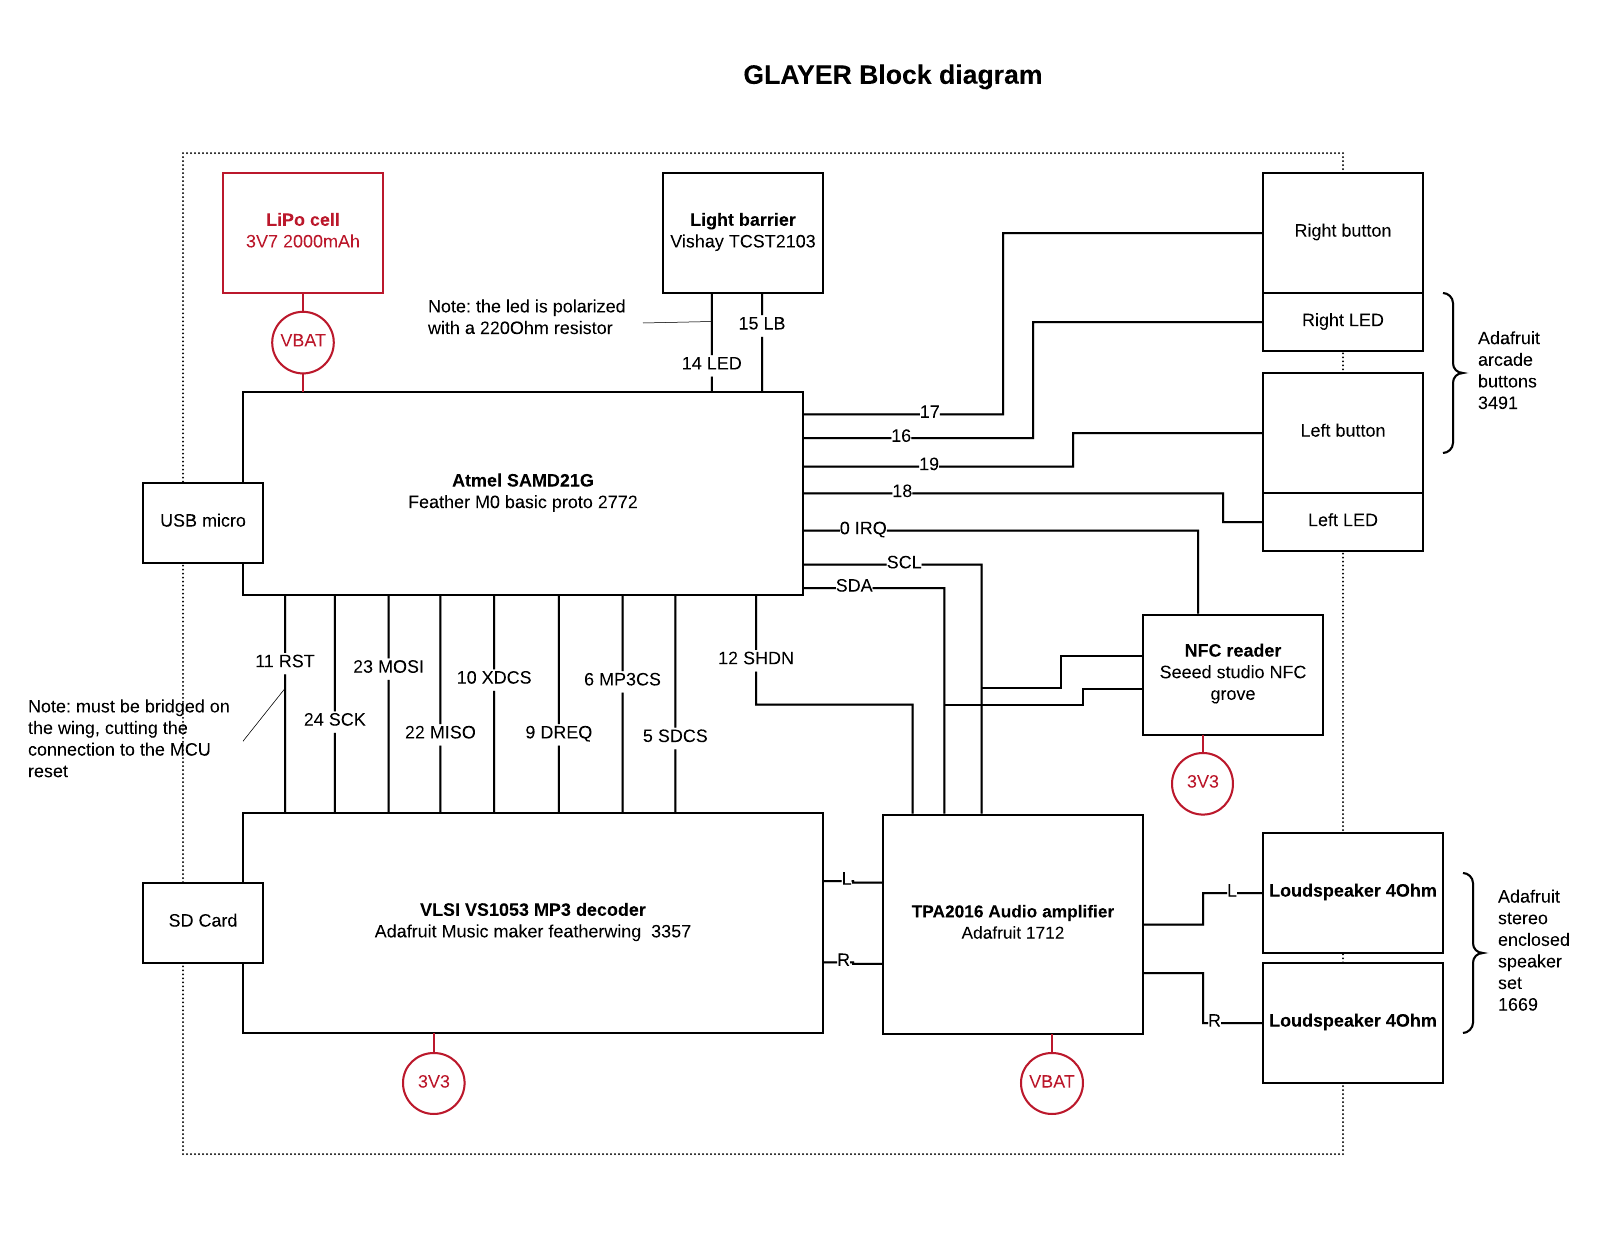 GLAYER Block diagram
LiPo cell
3V7 2000mAh
VBAT
Light barrier
Vishay TCST2103
Note: the led is polarized
with a 220Ohm resistor
15 LB
14 LED
Right button
Right LED
Left button
Left LED
Adafruit
arcade
buttons
3491
17
16
19
18
0 IRQ
SCL
SDA
Atmel SAMD21G
Feather M0 basic proto 2772
USB micro
11 RST
24 SCK
23 MOSI
22 MISO
10 XDCS
9 DREQ
6 MP3CS
5 SDCS
12 SHDN
Note: must be bridged on
the wing, cutting the
connection to the MCU
reset
NFC reader
Seeed studio NFC
grove
3V3
SD Card
VLSI VS1053 MP3 decoder
Adafruit Music maker featherwing 3357
3V3
L
R
TPA2016 Audio amplifier
Adafruit 1712
VBAT
L
R
Loudspeaker 4Ohm
Loudspeaker 4Ohm
Adafruit
stereo
enclosed
speaker
set
1669